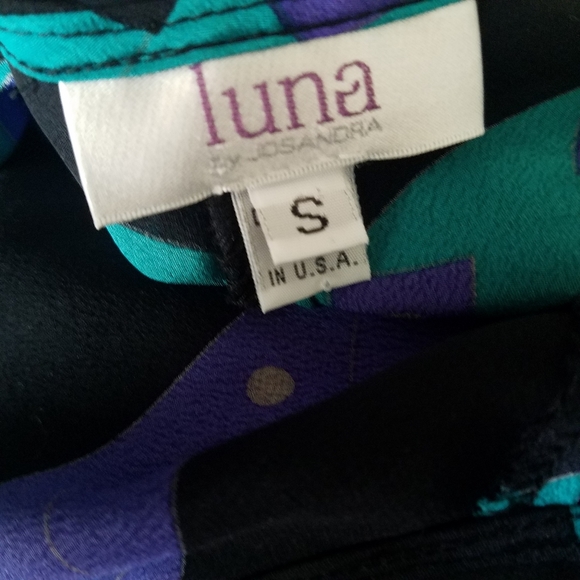 luna
by JOSANDRA
S
IN U.S.A.